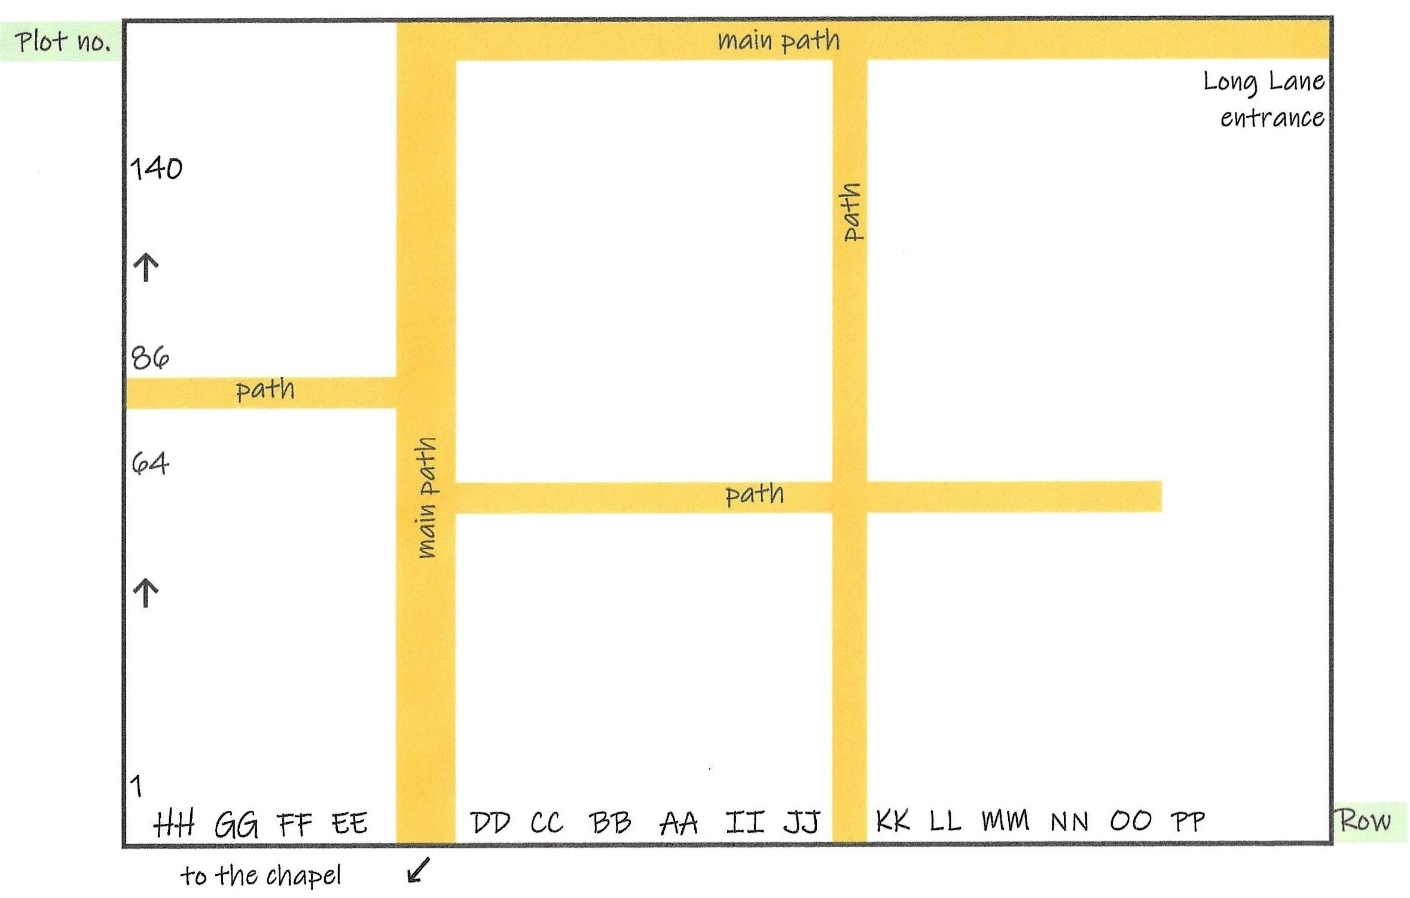 Plot no.
main path
Long Lane
entrance
140
path
↑
86
path
64
main path
path
↑
1
HH GG FF EE DD CC BB AA II JJ KK LL MM NN OO PP
Row
to the chapel ↙